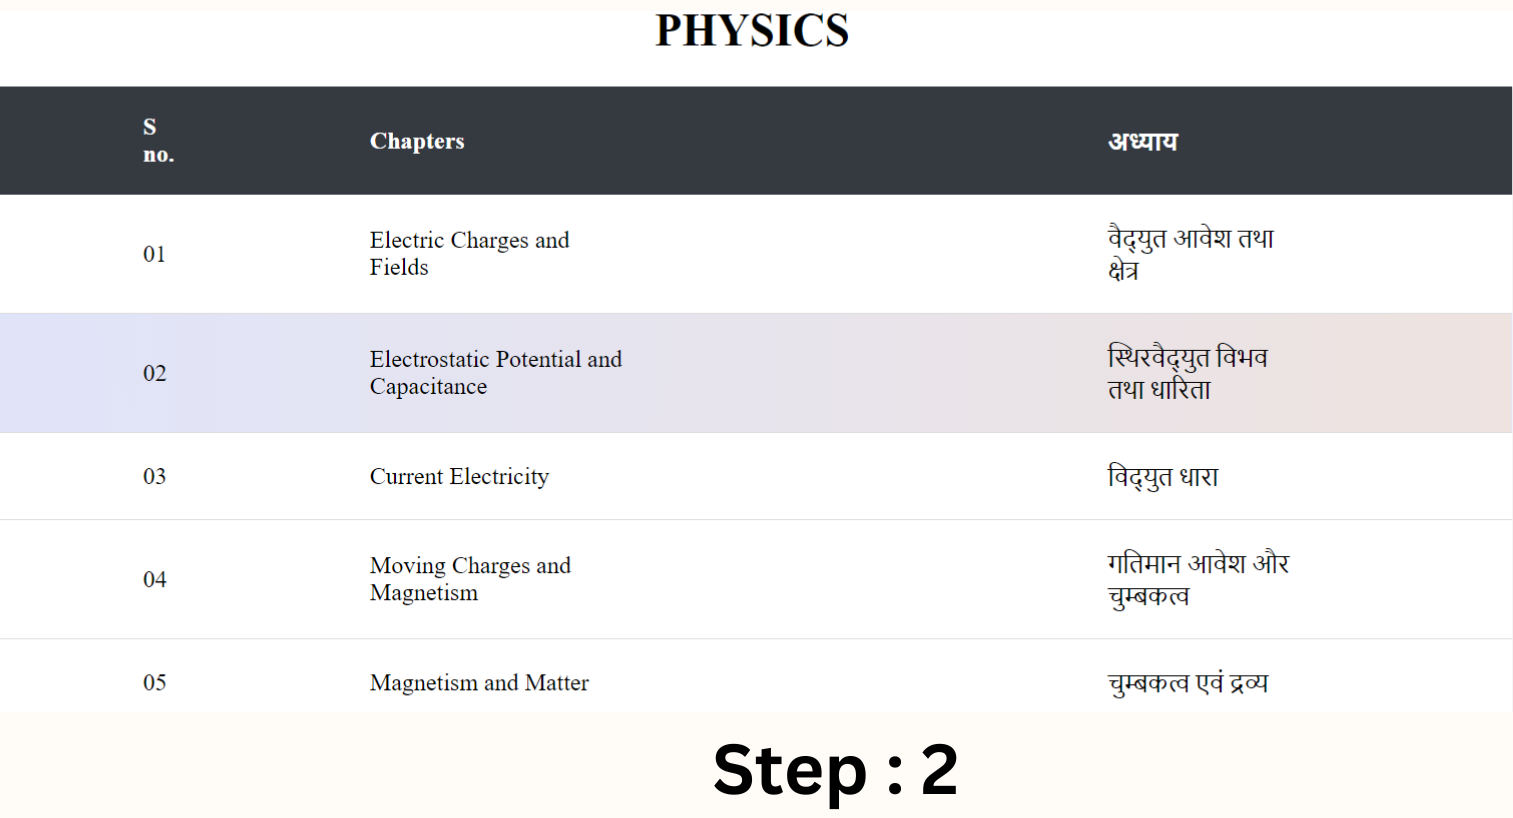 PHYSICS
S
no.
Chapters
अध्याय
01
Electric Charges and
Fields
वैद्युत आवेश तथा
क्षेत्र
02
Electrostatic Potential and
Capacitance
स्थिरवैद्युत विभव
तथा धारिता
03
Current Electricity
विद्युत धारा
04
Moving Charges and
Magnetism
गतिमान आवेश और
चुम्बकत्व
05
Magnetism and Matter
चुम्बकत्व एवं द्रव्य
Step : 2